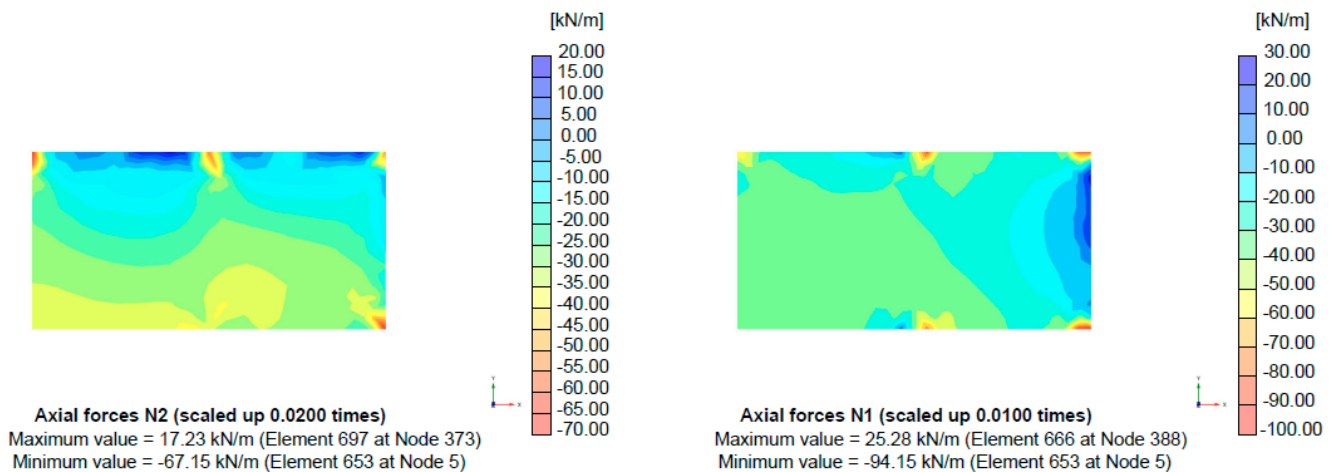 [kN/m]
20.00
15.00
10.00
5.00
0.00
-5.00
-10.00
-15.00
-20.00
-25.00
-30.00
-35.00
-40.00
-45.00
-50.00
-55.00
-60.00
-65.00
-70.00
Y
X
Axial forces N2 (scaled up 0.0200 times)
Maximum value = 17.23 kN/m (Element 697 at Node 373)
Minimum value = -67.15 kN/m (Element 653 at Node 5)
[kN/m]
30.00
20.00
10.00
0.00
-10.00
-20.00
-30.00
-40.00
-50.00
-60.00
-70.00
-80.00
-90.00
-100.00
Y
X
Axial forces N1 (scaled up 0.0100 times)
Maximum value = 25.28 kN/m (Element 666 at Node 388)
Minimum value = -94.15 kN/m (Element 653 at Node 5)